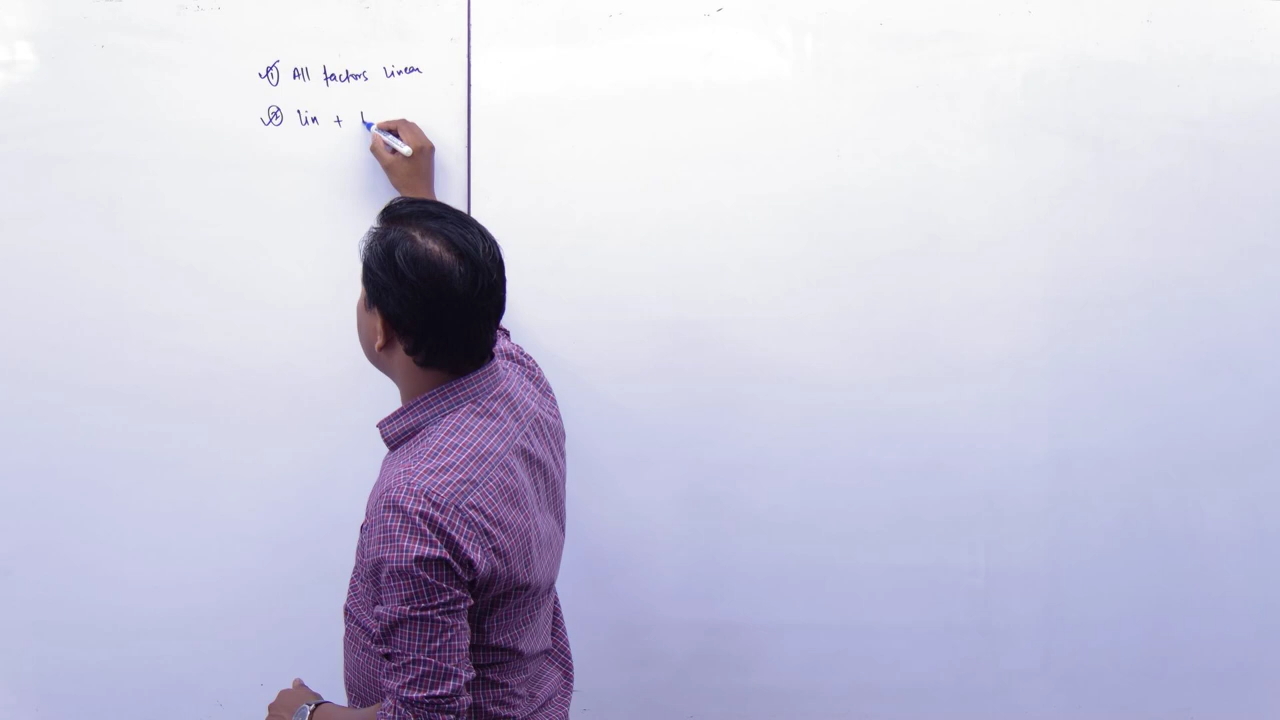 ① All factors linear
② lin +